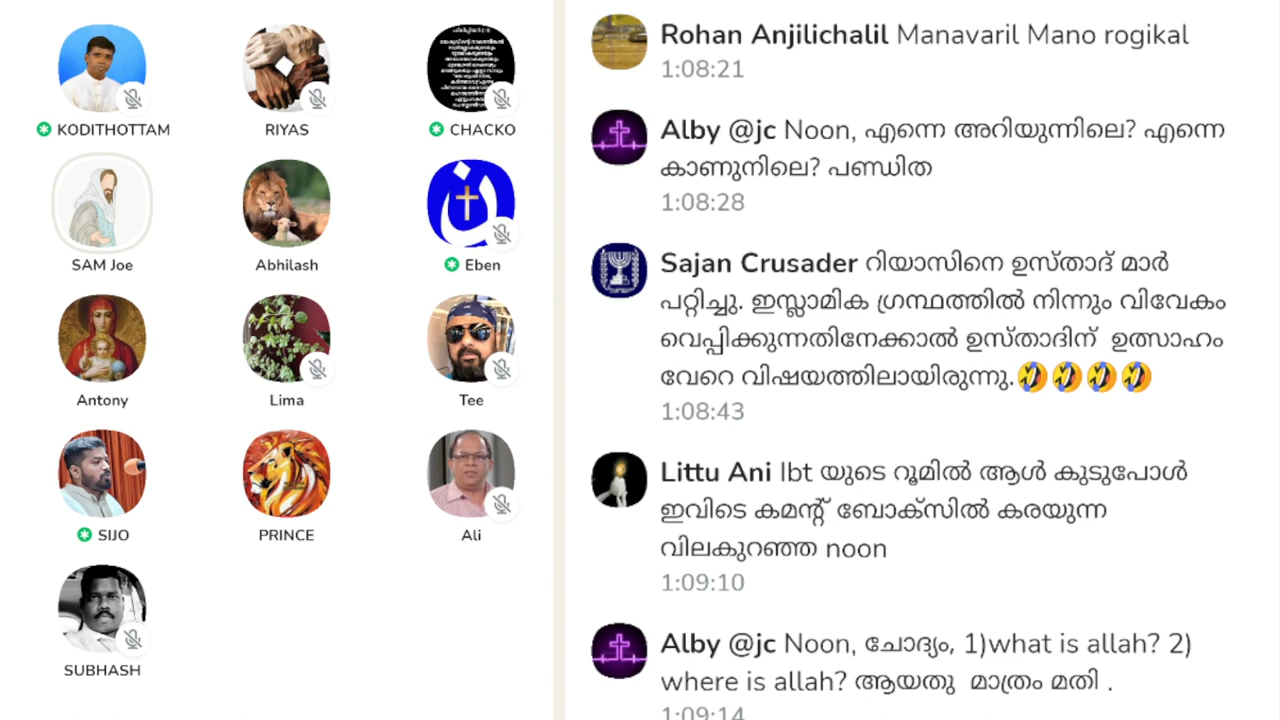 KODITHOTTAM
RIYAS
CHACKO
SAM Joe
Abhilash
Eben
Antony
Lima
Tee
SIJO
PRINCE
Ali
SUBHASH
Rohan Anjilichalil Manavaril Mano rogikal
1:08:21
Alby @jc Noon, എന്നെ അറിയുന്നിലെ? എന്നെ
കാണുനിലെ? പണ്ഡിത
1:08:28
Sajan Crusader റിയാസിനെ ഉസ്താദ് മാർ
പറ്റിച്ചു. ഇസ്ലാമിക ഗ്രന്ഥത്തിൽ നിന്നും വിവേകം
വെപ്പിക്കുന്നതിനേക്കാൽ ഉസ്താദിന് ഉത്സാഹം
വേറെ വിഷയത്തിലായിരുന്നു.🤣🤣🤣🤣
1:08:43
Littu Ani Ibt യുടെ റൂമിൽ ആൾ കുടുപോൾ
ഇവിടെ കമന്റ് ബോക്സിൽ കരയുന്ന
വിലകുറഞ്ഞ noon
1:09:10
Alby @jc Noon, ചോദ്യം, 1)what is allah? 2)
where is allah? ആയതു മാത്രം മതി .
1:09:14